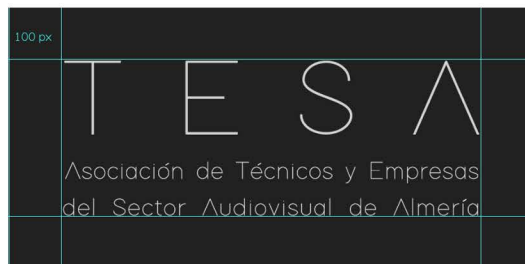 100 px
TESA
Asociación de Técnicos y Empresas
del Sector Audiovisual de Almería